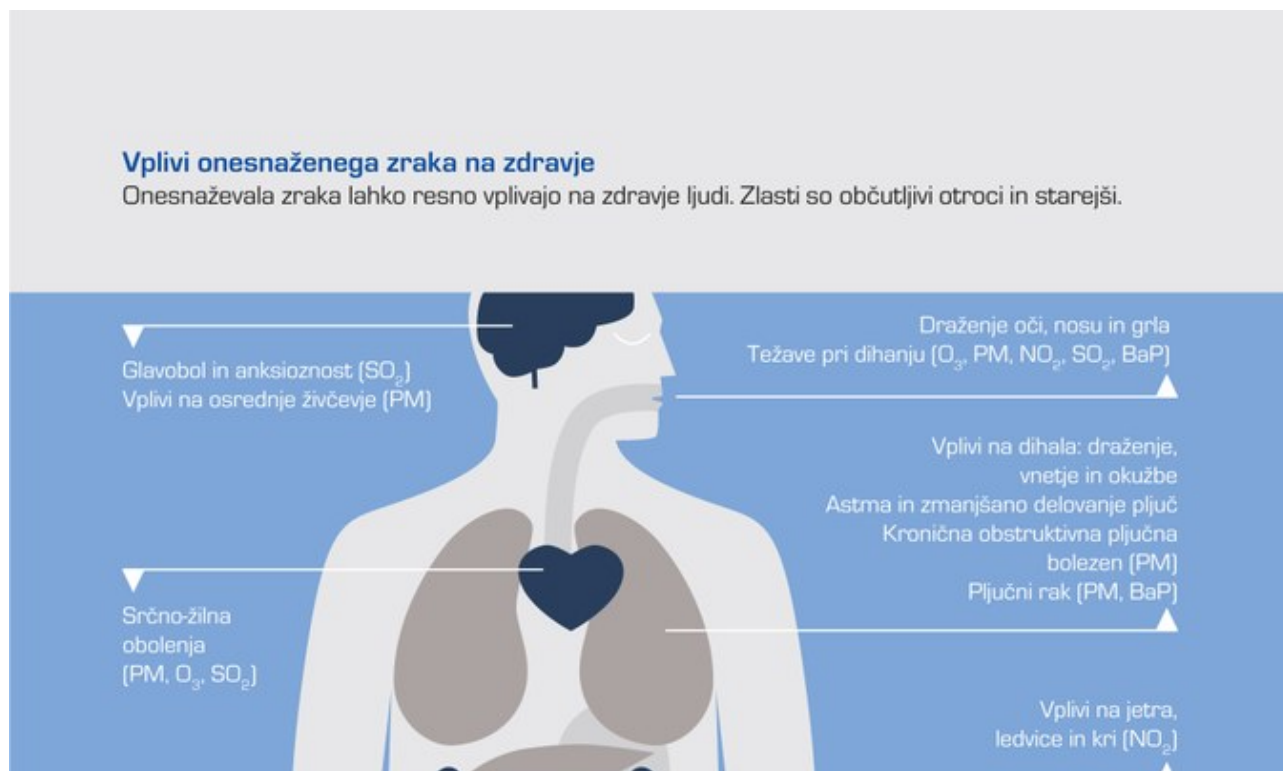 Vplivi onesnaženega zraka na zdravje
Onesnaževala zraka lahko resno vplivajo na zdravje ljudi. Zlasti so občutljivi otroci in starejši.
Glavobol in anksioznost (SO₂)
Vplivi na osrednje živčevje (PM)
Draženje oči, nosu in grla
Težave pri dihanju (O₃, PM, NO₂, SO₂, BaP)
Vplivi na dihala: draženje,
vnetje in okužbe
Astma in zmanjšano delovanje pljuč
Kronična obstruktivna pljučna
bolezen (PM)
Pljučni rak (PM, BaP)
Srčno-žilna
obolenja
(PM, O₃, SO₂)
Vplivi na jetra,
ledvice in kri (NO₂)